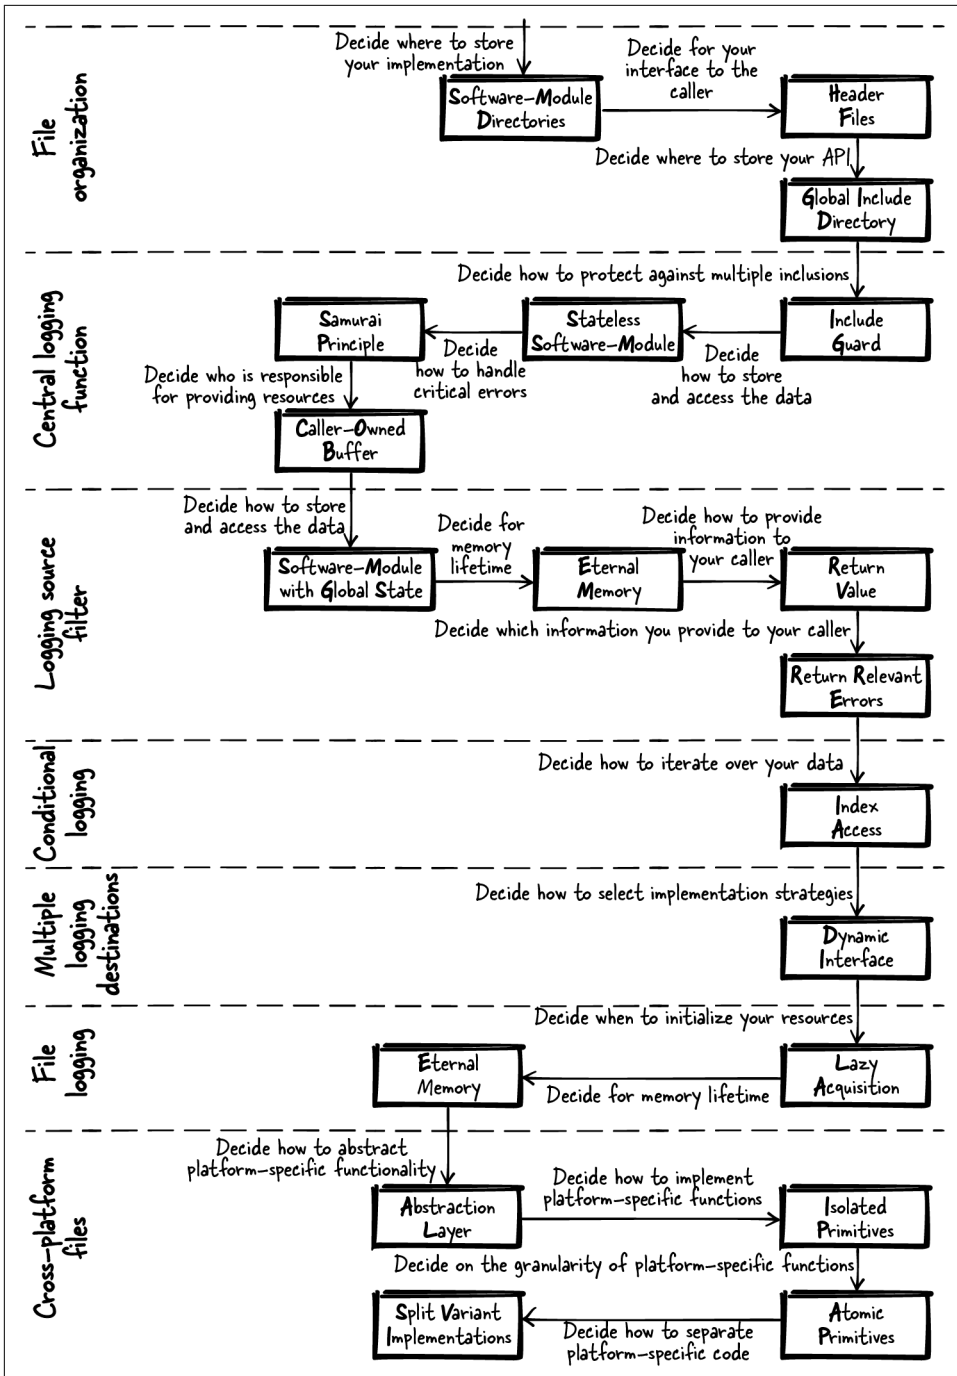 File
organization
Decide where to store
your implementation
Software-Module
Directories
Decide for your
interface to the
caller
Header
Files
Decide where to store your API
Global Include
Directory
Central logging
function
Decide how to protect against multiple inclusions
Include
Guard
Decide
how to store
and access the data
Stateless
Software-Module
Decide
how to handle
critical errors
Samurai
Principle
Decide who is responsible
for providing resources
Caller-Owned
Buffer
Logging source
filter
Decide how to store
and access the data
Software-Module
with Global State
Decide for
memory
lifetime
Eternal
Memory
Decide how to provide
information to
your caller
Return
Value
Decide which information you provide to your caller
Return Relevant
Errors
Conditional
logging
Decide how to iterate over your data
Index
Access
Multiple
logging
destinations
Decide how to select implementation strategies
Dynamic
Interface
File
logging
Decide when to initialize your resources
Lazy
Acquisition
Decide for memory lifetime
Eternal
Memory
Cross-platform
files
Decide how to abstract
platform-specific functionality
Abstraction
Layer
Decide how to implement
platform-specific functions
Isolated
Primitives
Decide on the granularity of platform-specific functions
Atomic
Primitives
Decide how to separate
platform-specific code
Split Variant
Implementations